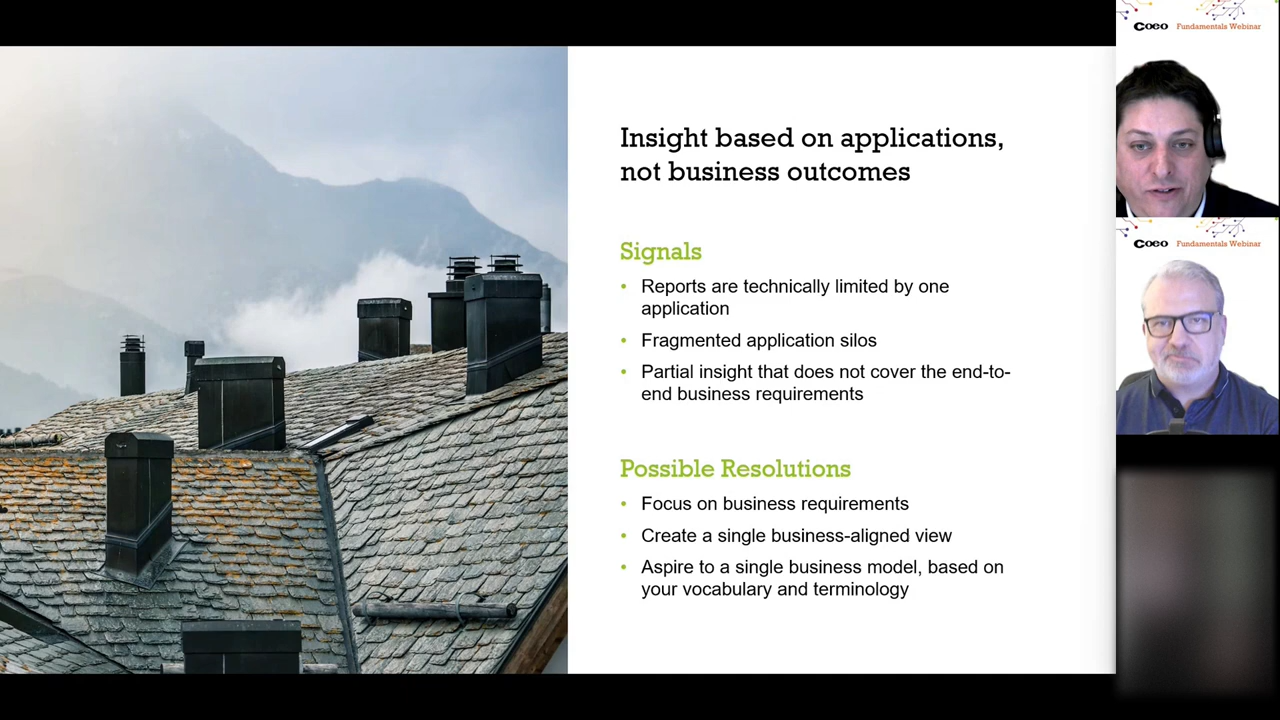 Insight based on applications,
not business outcomes
Signals
• Reports are technically limited by one
application
• Fragmented application silos
• Partial insight that does not cover the end-to-
end business requirements
Possible Resolutions
• Focus on business requirements
• Create a single business-aligned view
• Aspire to a single business model, based on
your vocabulary and terminology
Coeo Fundamentals Webinar
Coeo Fundamentals Webinar